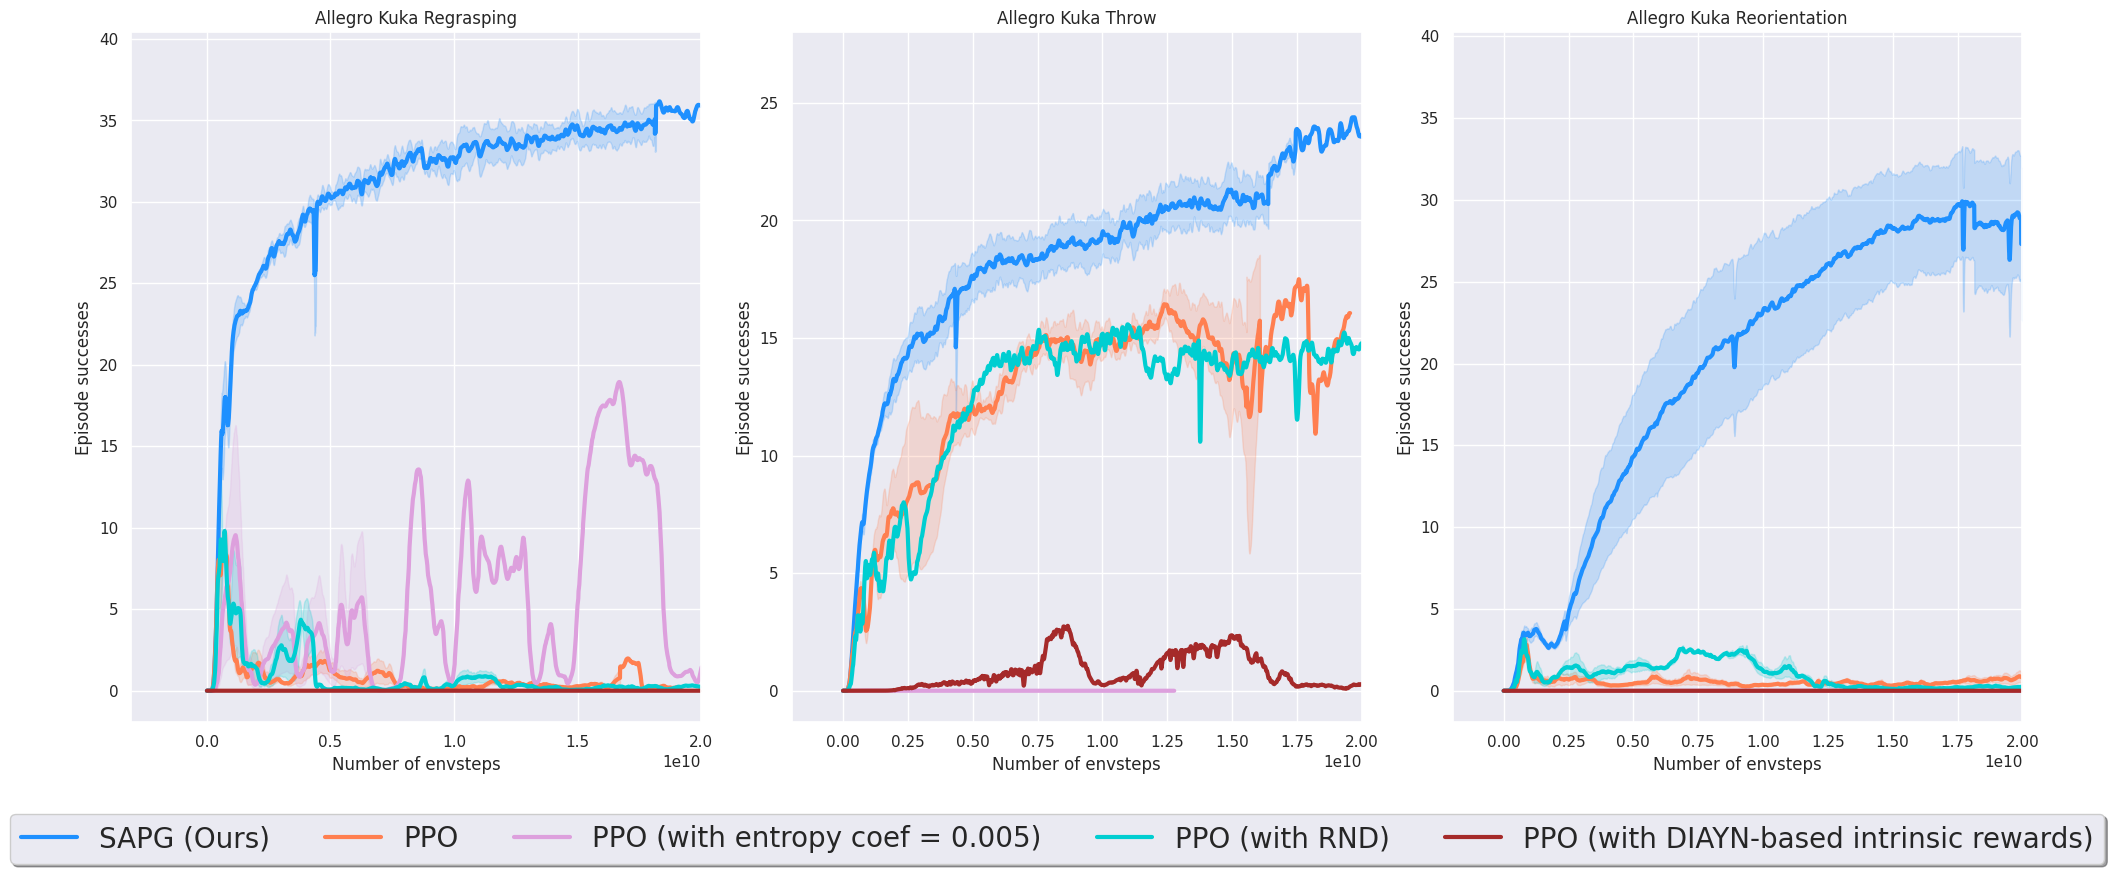 Allegro Kuka Regrasping
40
35
30
25
20
15
10
5
0
Episode successes
0.0 0.5 1.0 1.5 2.0
Number of envsteps
1e10
Allegro Kuka Throw
25
20
15
10
5
0
Episode successes
0.00 0.25 0.50 0.75 1.00 1.25 1.50 1.75 2.00
Number of envsteps
1e10
Allegro Kuka Reorientation
40
35
30
25
20
15
10
5
0
Episode successes
0.00 0.25 0.50 0.75 1.00 1.25 1.50 1.75 2.00
Number of envsteps
1e10
SAPG (Ours) PPO PPO (with entropy coef = 0.005) PPO (with RND) PPO (with DIAYN-based intrinsic rewards)